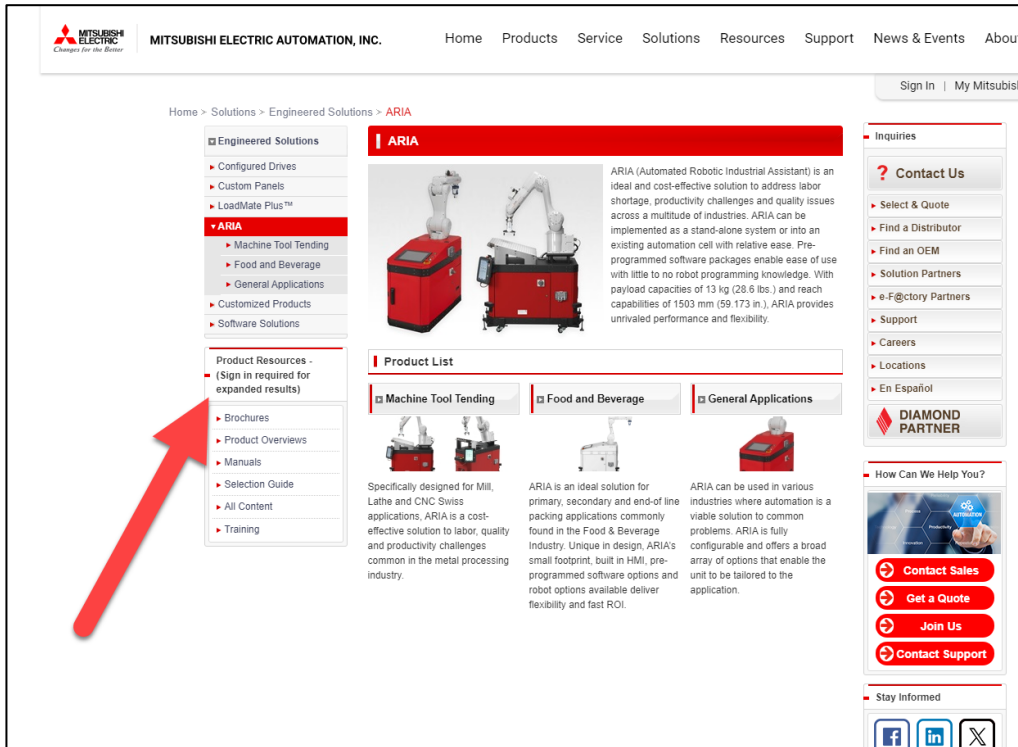 MITSUBISHI
ELECTRIC
Changes for the Better
MITSUBISHI ELECTRIC AUTOMATION, INC.
Home Products Service Solutions Resources Support News & Events About
Sign In | My Mitsubis
Home > Solutions > Engineered Solutions > ARIA
Engineered Solutions
Configured Drives
Custom Panels
LoadMate Plus™
ARIA
Machine Tool Tending
Food and Beverage
General Applications
Customized Products
Software Solutions
Product Resources -
(Sign in required for
expanded results)
Brochures
Product Overviews
Manuals
Selection Guide
All Content
Training
ARIA
ARIA (Automated Robotic Industrial Assistant) is an
ideal and cost-effective solution to address labor
shortage, productivity challenges and quality issues
across a multitude of industries. ARIA can be
implemented as a stand-alone system or into an
existing automation cell with relative ease. Pre-
programmed software packages enable ease of use
with little to no robot programming knowledge. With
payload capacities of 13 kg (28.6 lbs.) and reach
capabilities of 1503 mm (59.173 in.), ARIA provides
unrivaled performance and flexibility.
Product List
Machine Tool Tending
Specifically designed for Mill,
Lathe and CNC Swiss
applications, ARIA is a cost-
effective solution to labor, quality
and productivity challenges
common in the metal processing
industry.
Food and Beverage
ARIA is an ideal solution for
primary, secondary and end-of line
packing applications commonly
found in the Food & Beverage
Industry. Unique in design, ARIA's
small footprint, built in HMI, pre-
programmed software options and
robot options available deliver
flexibility and fast ROI.
General Applications
ARIA can be used in various
industries where automation is a
viable solution to common
problems. ARIA is fully
configurable and offers a broad
array of options that enable the
unit to be tailored to the
application.
Inquiries
? Contact Us
Select & Quote
Find a Distributor
Find an OEM
Solution Partners
e-F@ctory Partners
Support
Careers
Locations
En Español
DIAMOND
PARTNER
How Can We Help You?
AUTOMATION
Productivity
Innovation
Contact Sales
Get a Quote
Join Us
Contact Support
Stay Informed